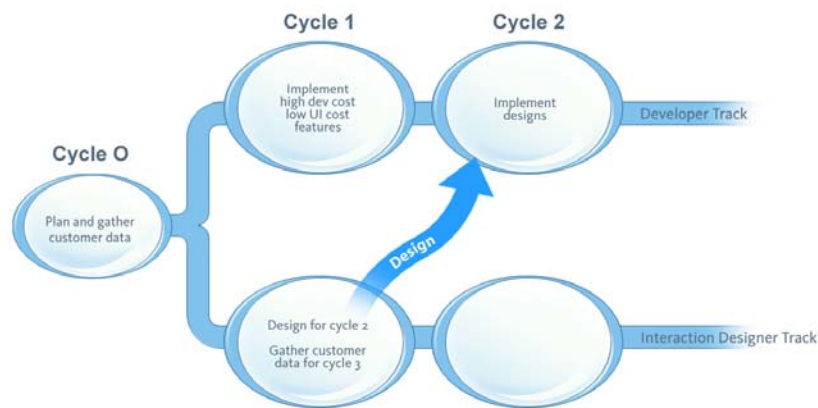 Cycle 1
Cycle 2
Implement
high dev cost
low UI cost
features
Implement
designs
Developer Track
Cycle O
Plan and gather
customer data
Design
Design for cycle 2
Gather customer
data for cycle 3
Interaction Designer Track